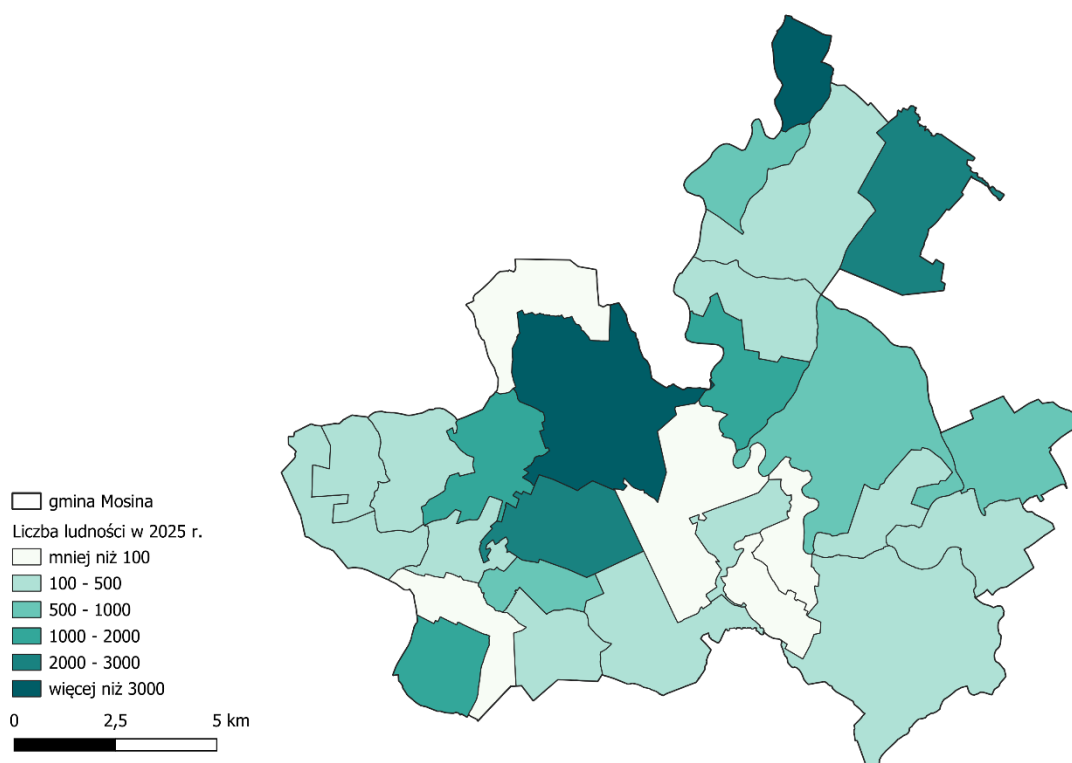 gmina Mosina
Liczba ludności w 2025 r.
mniej niż 100
100 - 500
500 - 1000
1000 - 2000
2000 - 3000
więcej niż 3000
0 2,5 5 km